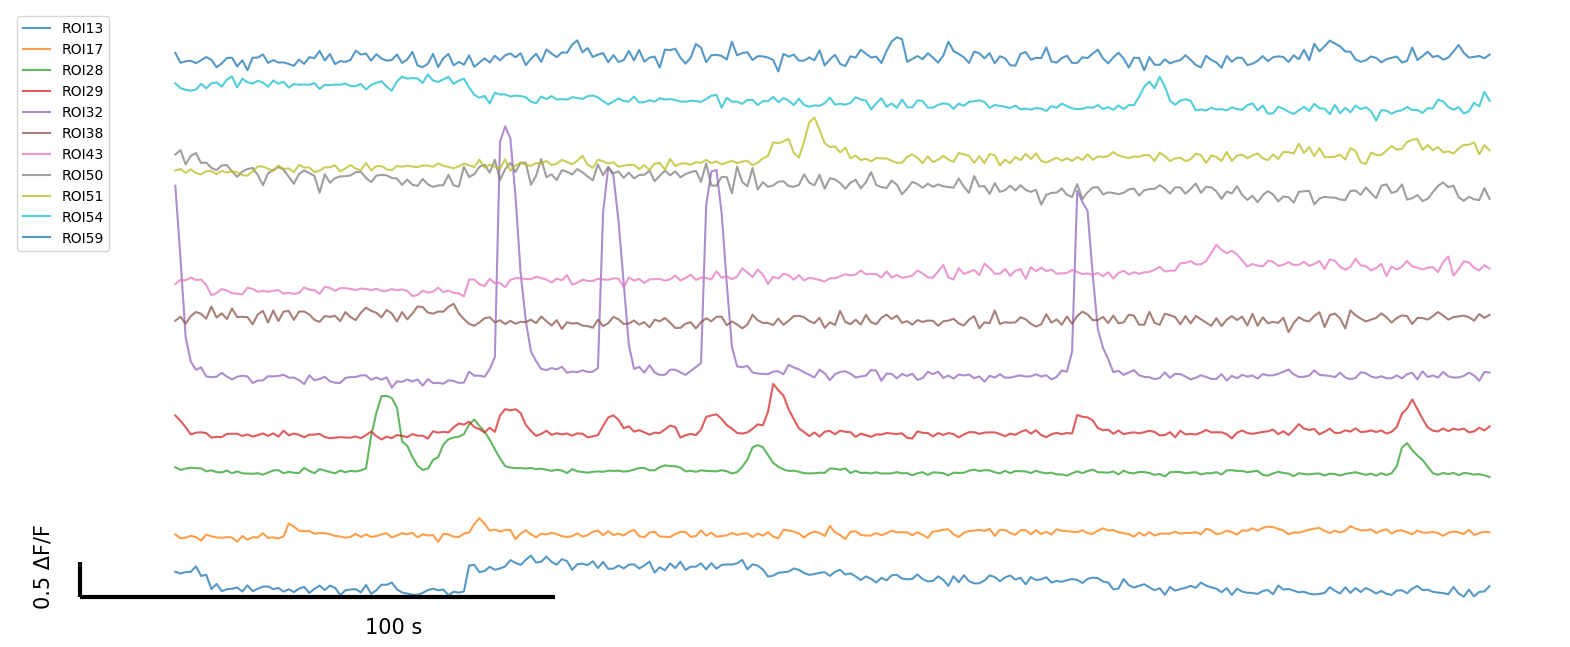 ROI13
ROI17
ROI28
ROI29
ROI32
ROI38
ROI43
ROI50
ROI51
ROI54
ROI59
0.5 ΔF/F
100 s